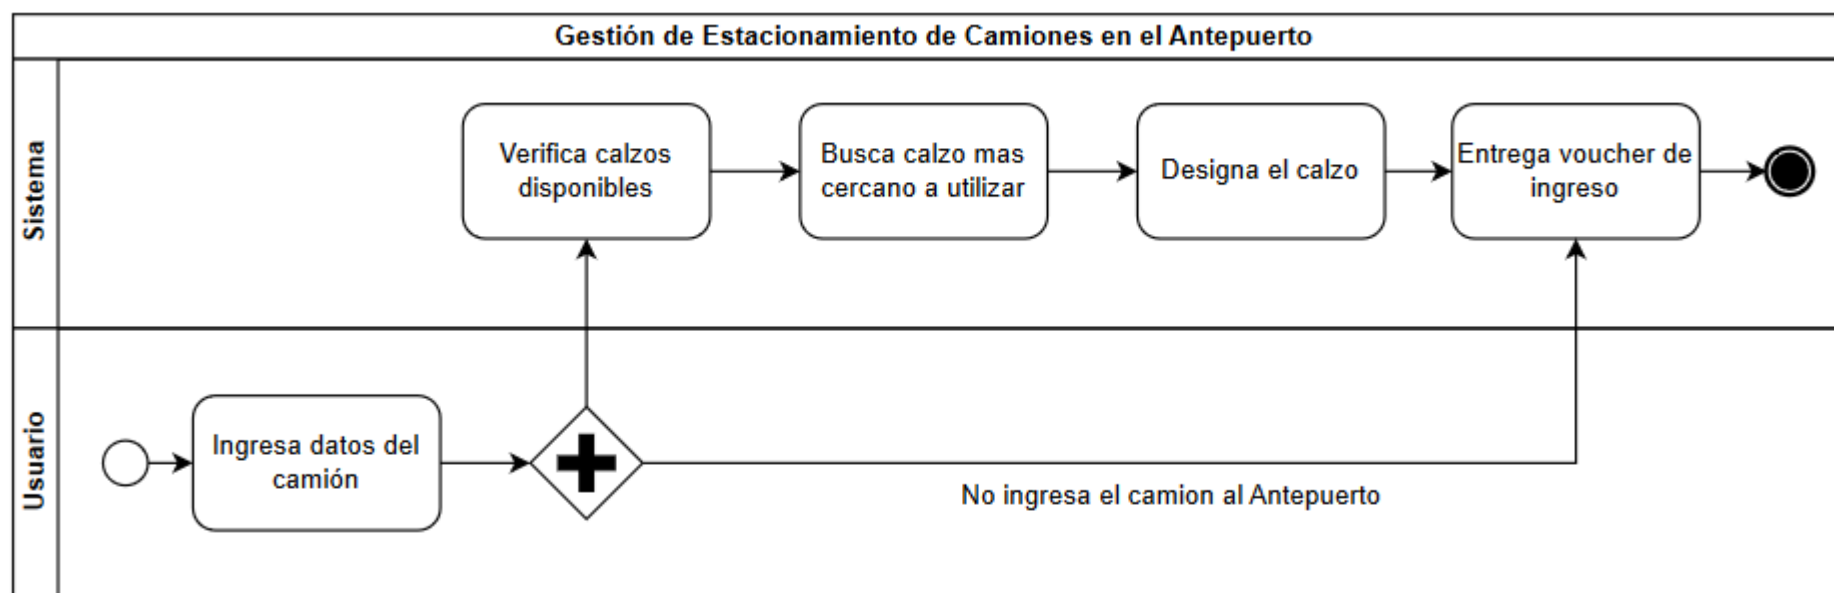 Gestión de Estacionamiento de Camiones en el Antepuerto
Sistema
Verifica calzos
disponibles
Busca calzo mas
cercano a utilizar
Designa el calzo
Entrega voucher de
ingreso
Usuario
Ingresa datos del
camión
No ingresa el camion al Antepuerto